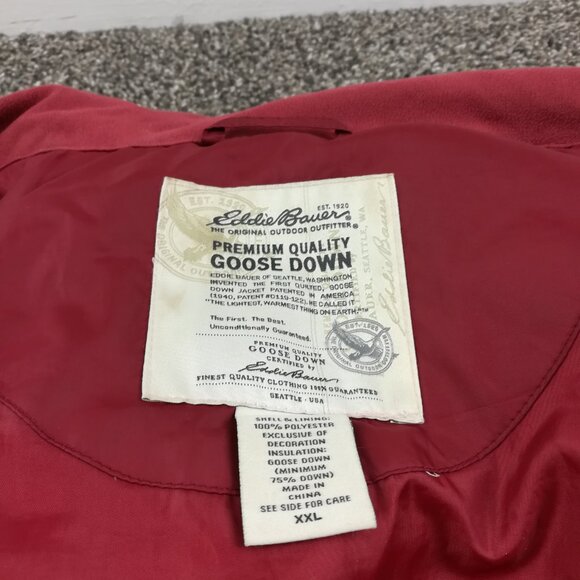 EST. 1920
Eddie Bauer
THE ORIGINAL OUTDOOR OUTFITTER®
PREMIUM QUALITY
GOOSE DOWN
EDDIE BAUER OF SEATTLE, WASHINGTON
INVENTED THE FIRST QUILTED, GOOSE
DOWN JACKET PATENTED IN AMERICA
(1940, PATENT #D119-122). HE CALLED IT
"THE LIGHTEST, WARMEST THING ON EARTH."™
The First. The Best.
Unconditionally Guaranteed.
PREMIUM QUALITY
GOOSE DOWN
CERTIFIED by
Eddie Bauer
FINEST QUALITY CLOTHING 100% GUARANTEED
SEATTLE · USA
SHELL & LINING:
100% POLYESTER
EXCLUSIVE OF
DECORATION
INSULATION:
GOOSE DOWN
(MINIMUM
75% DOWN)
MADE IN
CHINA
SEE SIDE FOR CARE
XXL